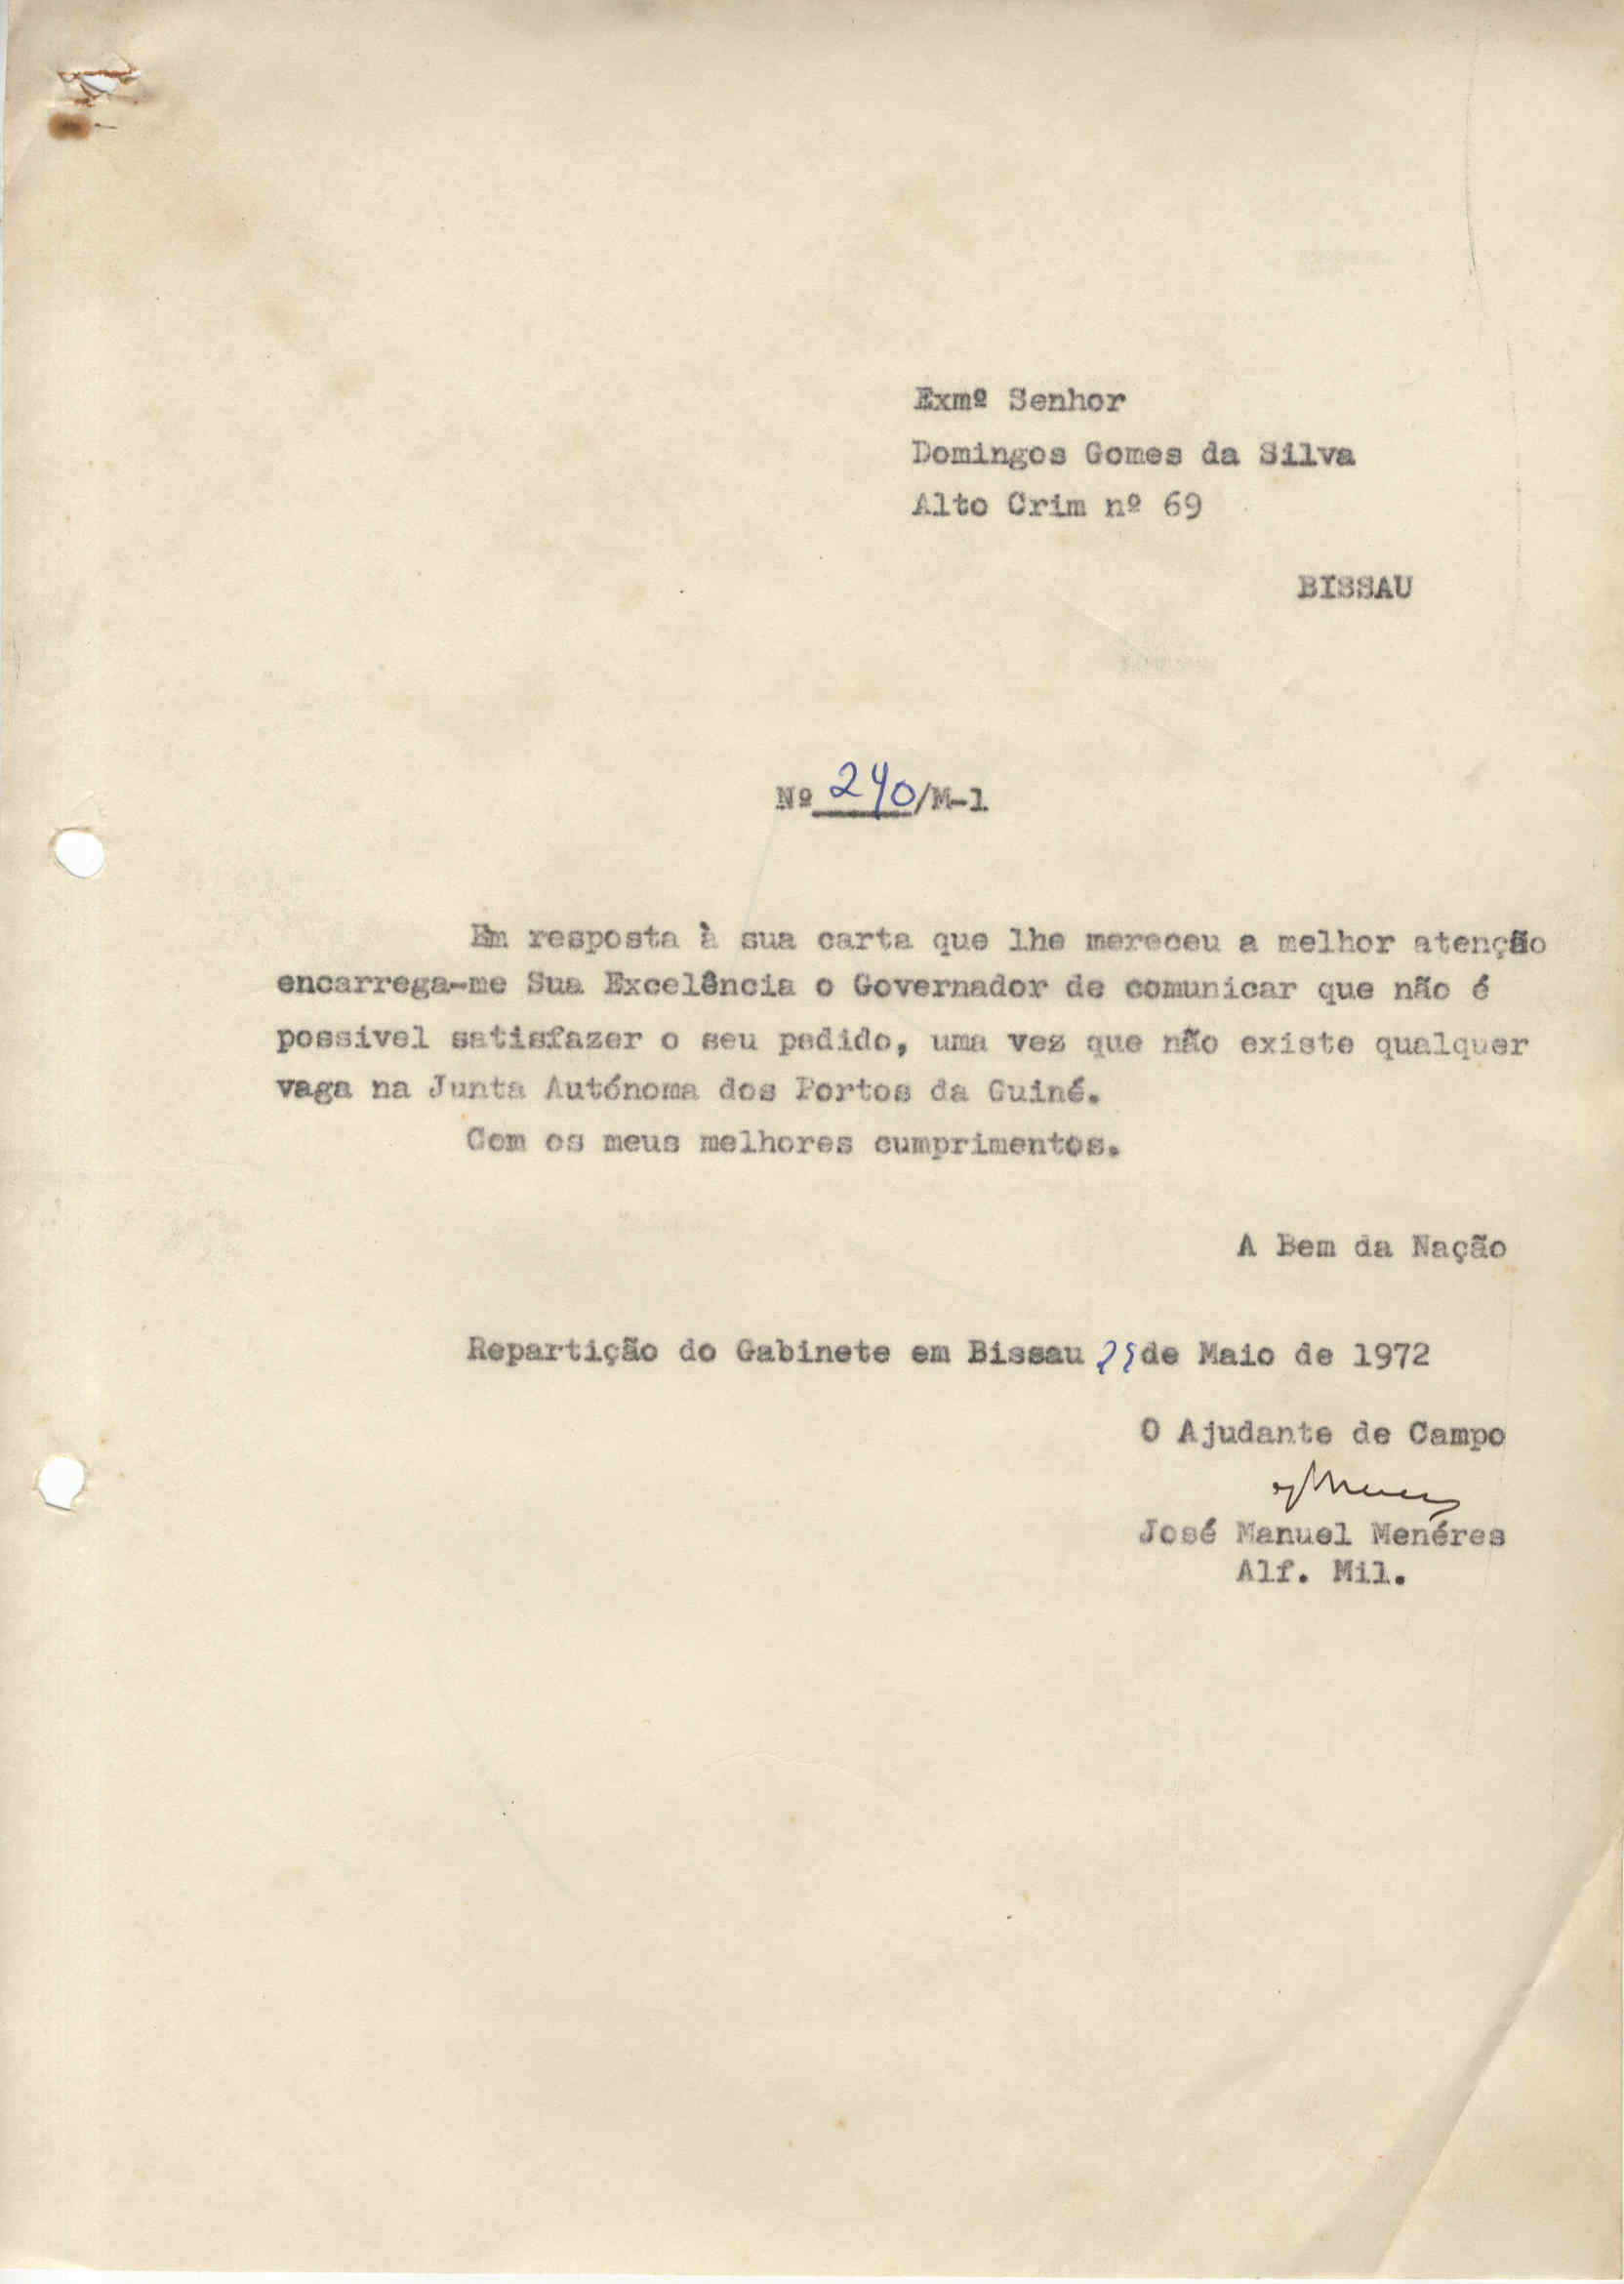 Exmº Senhor
Domingos Gomes da Silva
Alto Crim nº 69
BISSAU
Nº 240/M-1
Em resposta à sua carta que lhe mereceu a melhor atenção
encarrega-me Sua Excelência o Governador de comunicar que não é
possivel satisfazer o seu pedido, uma vez que não existe qualquer
vaga na Junta Autónoma dos Portos da Guiné.
Com os meus melhores cumprimentos.
A Bem da Nação
Repartição do Gabinete em Bissau de Maio de 1972
O Ajudante de Campo
José Manuel Menéres
Alf. Mil.